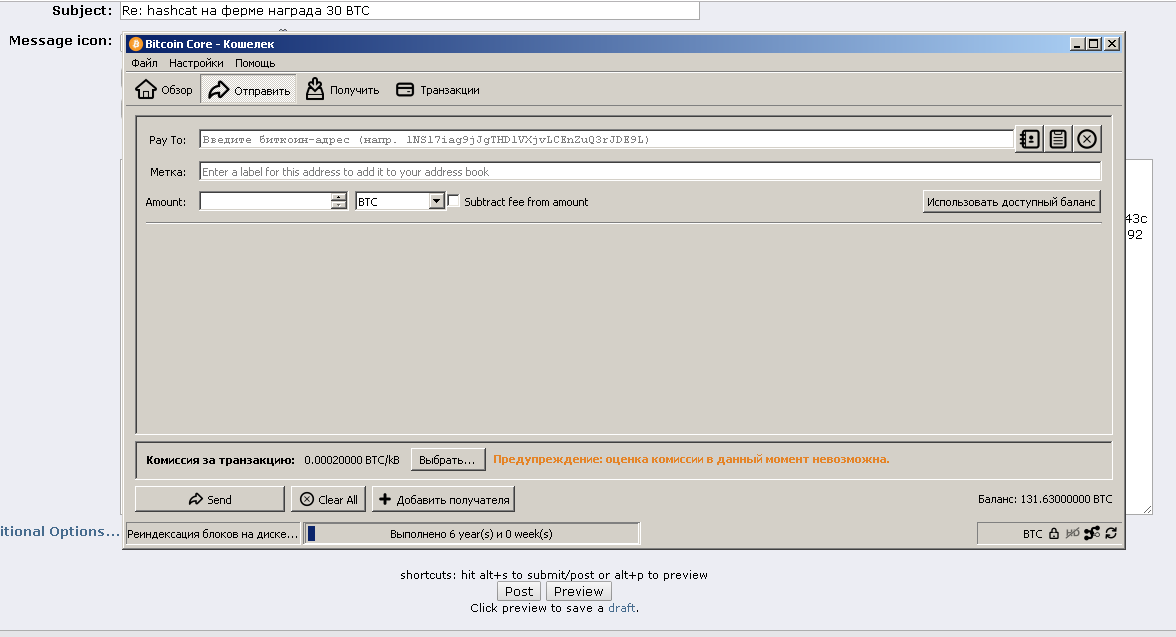 Subject: Re: hashcat на ферме награда 30 BTC
Message icon:
Bitcoin Core - Кошелек
Файл Настройки Помощь
Обзор Отправить Получить Транзакции
Pay To: Введите биткоин-адрес (напр. 1NS17iag9jJgTHD1VXjvLCEnZuQ3rJDE9L)
Метка: Enter a label for this address to add it to your address book
Amount: BTC Subtract fee from amount Использовать доступный баланс
43c
92
Комиссия за транзакцию: 0.00020000 BTC/kB Выбрать... Предупреждение: оценка комиссии в данный момент невозможна.
Send Clear All Добавить получателя Баланс: 131.63000000 BTC
itional Options...
Реиндексация блоков на диске... Выполнено 6 year(s) и 0 week(s) BTC HD
shortcuts: hit alt+s to submit/post or alt+p to preview
Post Preview
Click preview to save a draft.